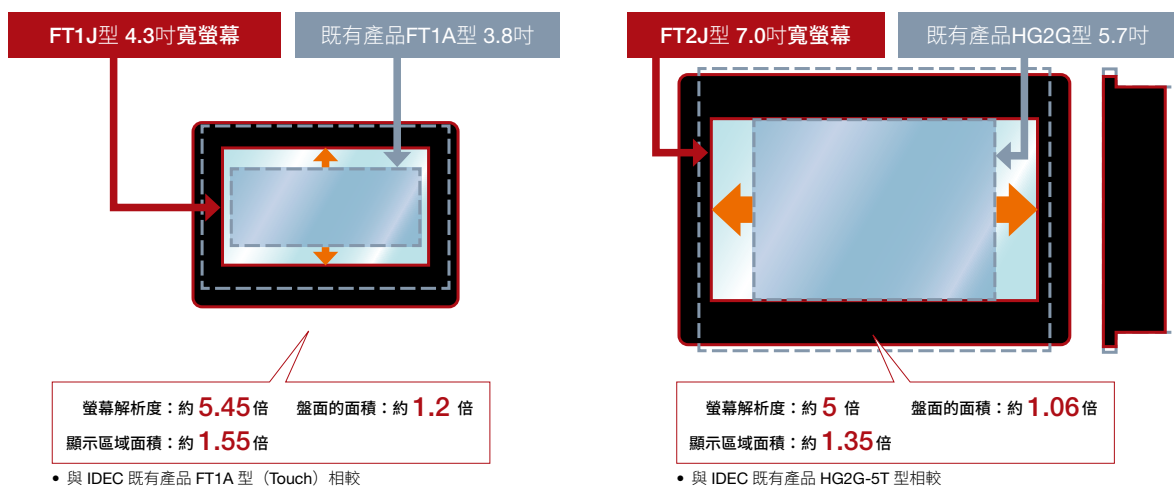 FT1J型 4.3吋寬螢幕
既有產品FT1A型 3.8吋
螢幕解析度：約 5.45 倍 盤面的面積：約 1.2 倍
顯示區域面積：約 1.55 倍
• 與 IDEC 既有產品 FT1A 型（Touch）相較
FT2J型 7.0吋寬螢幕
既有產品HG2G型 5.7吋
螢幕解析度：約 5 倍 盤面的面積：約 1.06 倍
顯示區域面積：約 1.35 倍
• 與 IDEC 既有產品 HG2G-5T 型相較